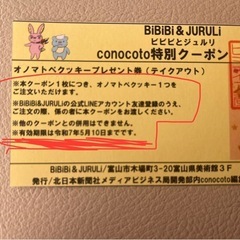 BiBiBi＆JURULi
ビビビとジュルリ
conocoto特別クーポン
オノマトペクッキープレゼント券（テイクアウト）
※本クーポン１枚につき、オノマトペクッキー１つを
ご注文いただけます。
※BiBiBi＆JURULiの公式LINEアカウント友達登録のうえ、
ご注文の際、係の者に本クーポンをお渡しください。
※他のクーポンとの併用はできません。
※有効期限は令和7年5月10日までです。
BiBiBi＆JURULi／富山市木場町3-20富山県美術館３F
発行／北日本新聞社メディアビジネス局開発部内conocoto編